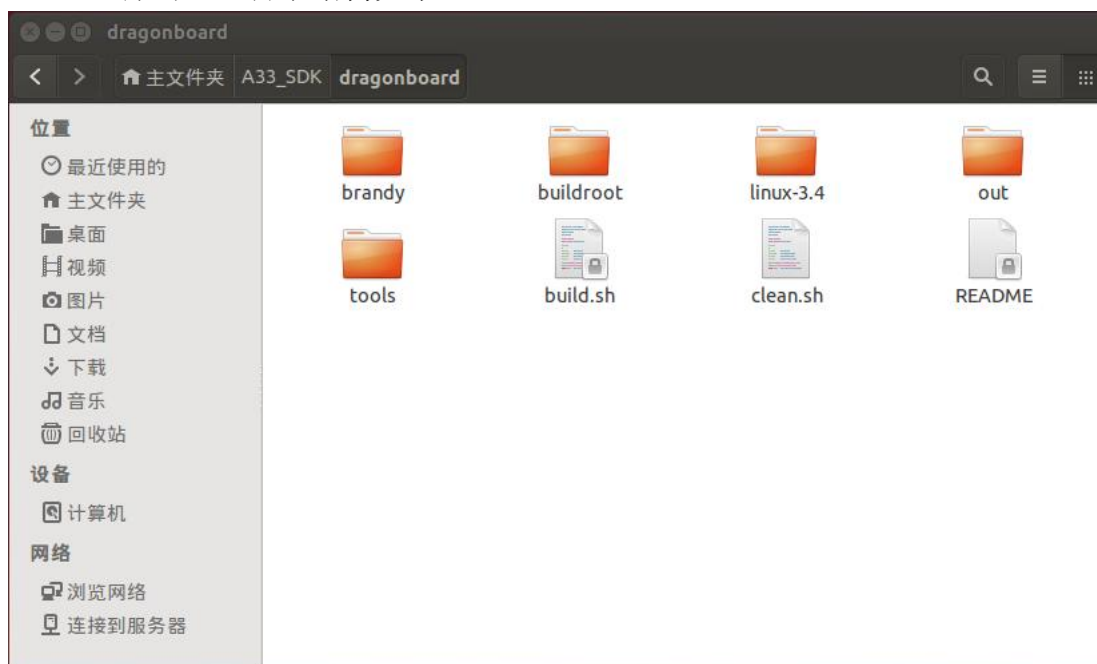 dragonboard
主文件夹 A33_SDK dragonboard
位置
最近使用的
主文件夹
桌面
视频
图片
文档
下载
音乐
回收站
设备
计算机
网络
浏览网络
连接到服务器
brandy buildroot linux-3.4 out
tools build.sh clean.sh README